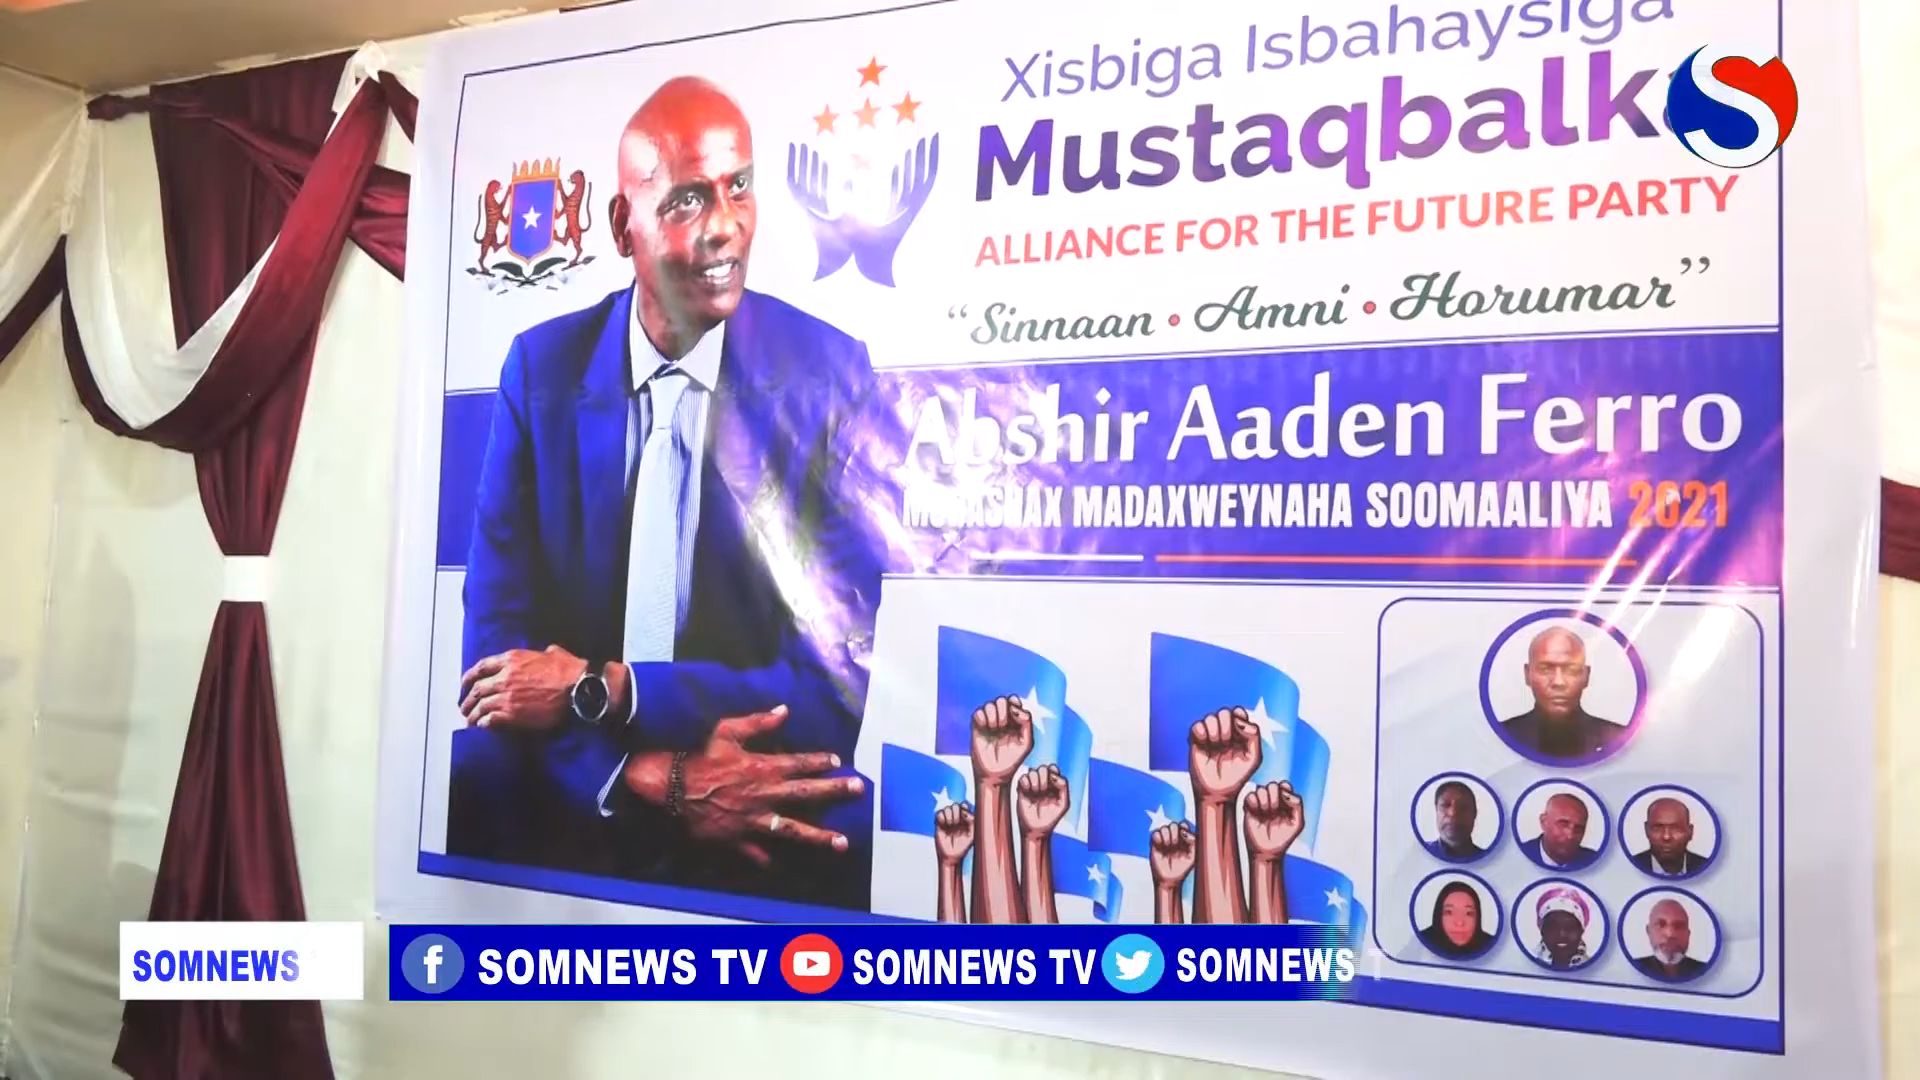 Xisbiga Isbahaysiga
ALLIANCE FOR THE FUTURE PARTY
“Sinnaan • Amni • Horumar”
Abshir Aaden Ferro
MADAXWEYNAHA SOOMAALIYA 2021
SOMNEWS
SOMNEWS TV SOMNEWS TV SOMNEWS